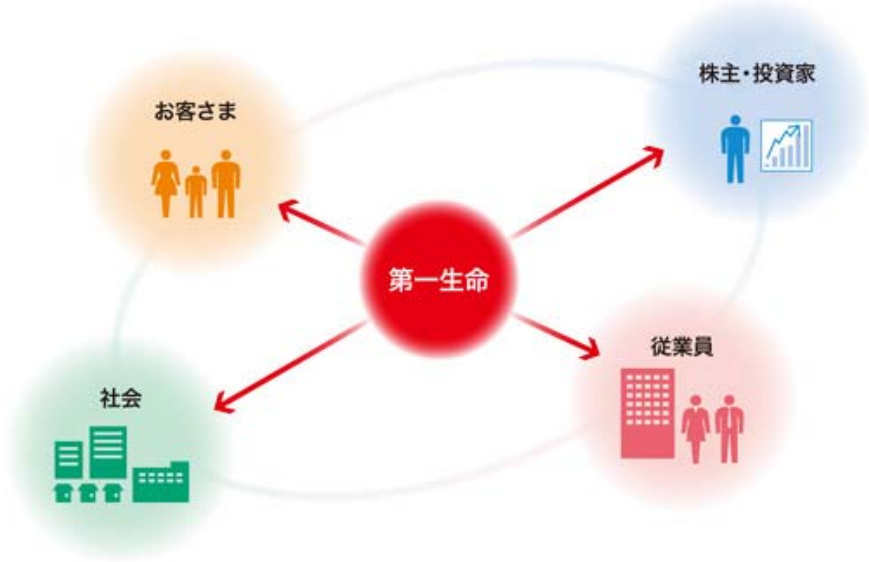 株主・投資家
お客さま
第一生命
従業員
社会